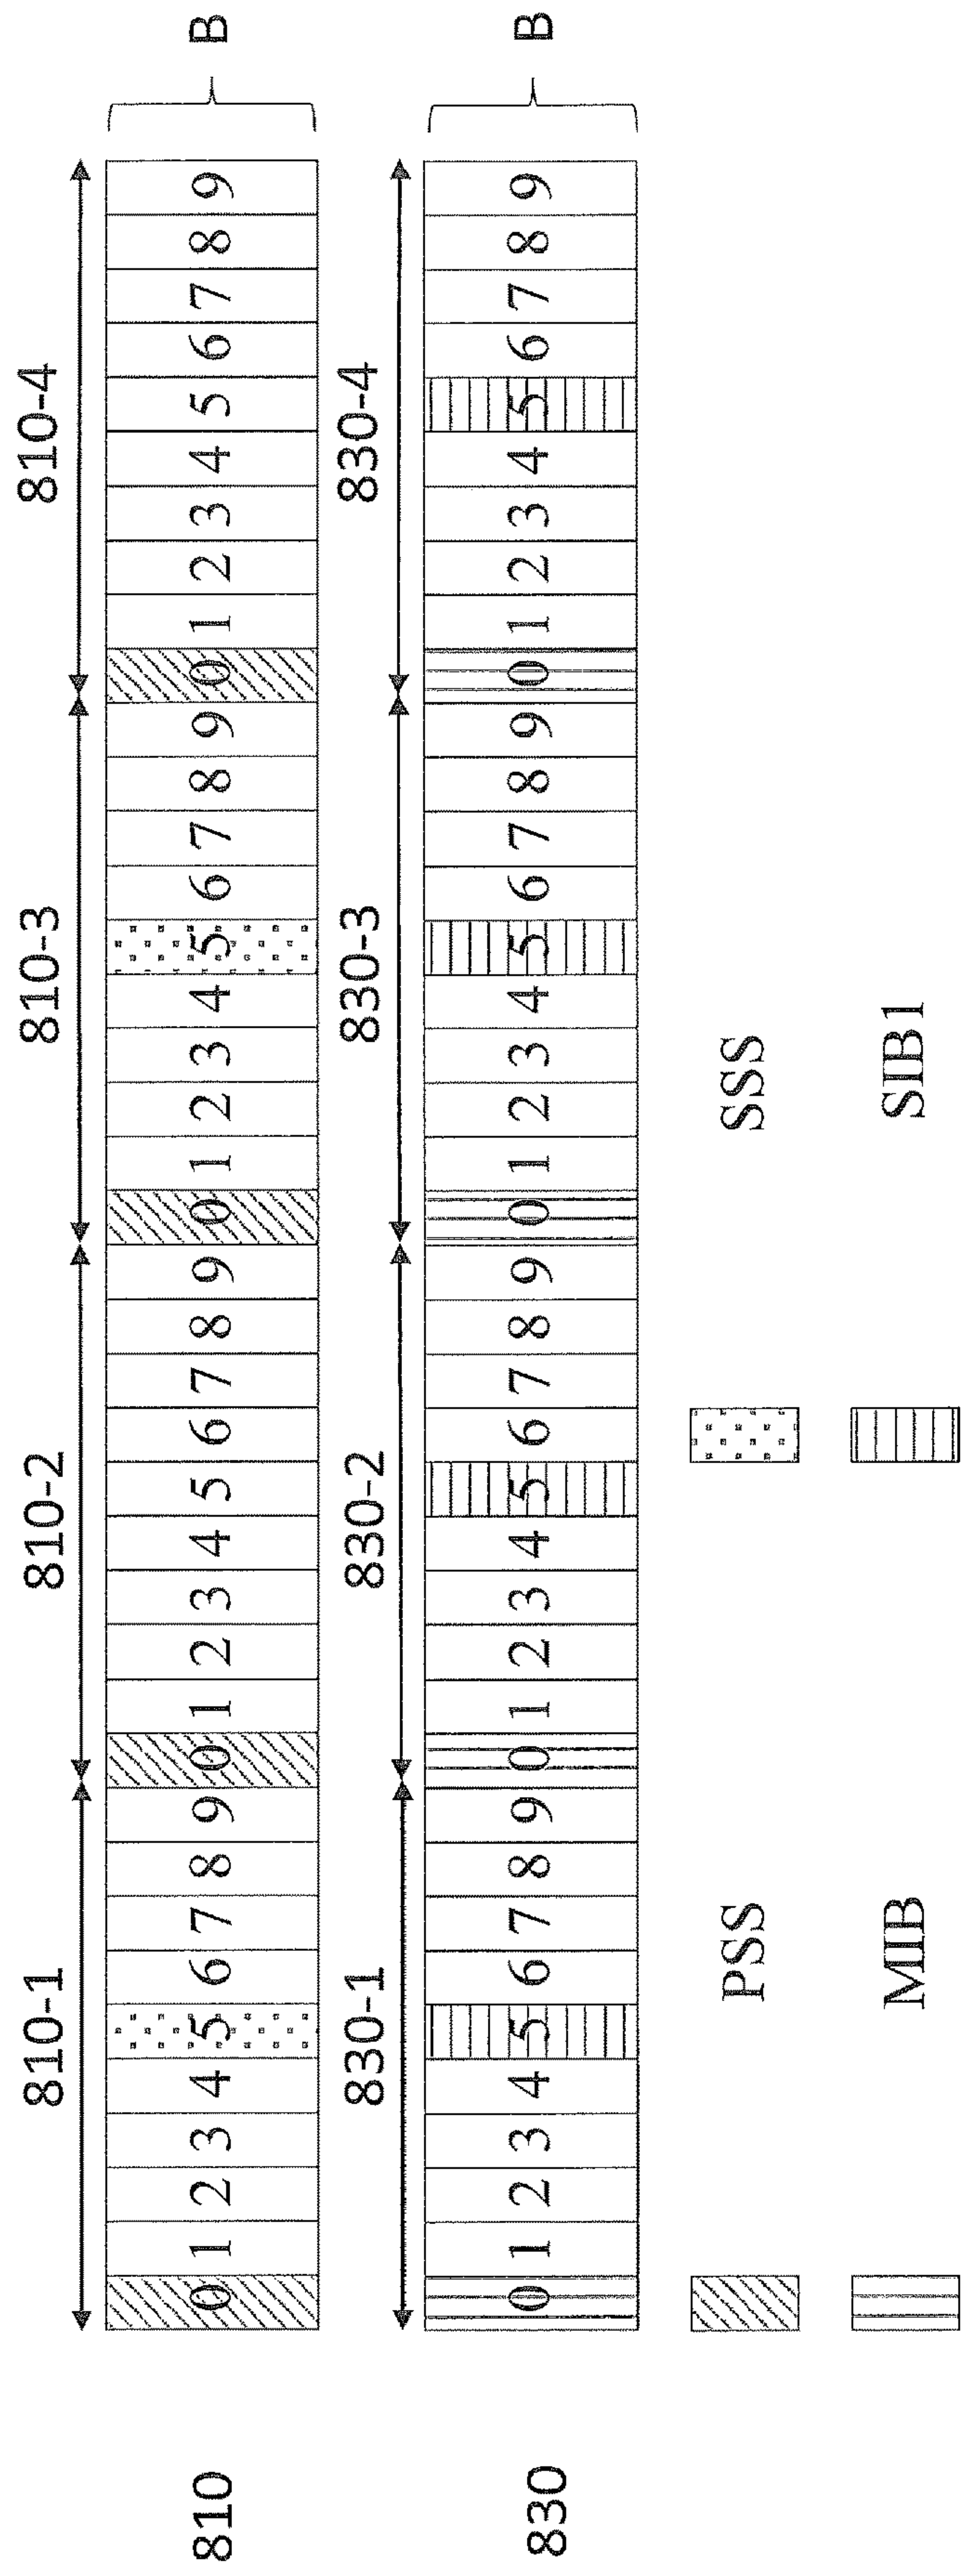 810-1 810-2 810-3 810-4
810 0 1 2 3 4 5 6 7 8 9 0 1 2 3 4 5 6 7 8 9 0 1 2 3 4 5 6 7 8 9 0 1 2 3 4 5 6 7 8 9 B
830-1 830-2 830-3 830-4
830 0 1 2 3 4 5 6 7 8 9 0 1 2 3 4 5 6 7 8 9 0 1 2 3 4 5 6 7 8 9 0 1 2 3 4 5 6 7 8 9 B
PSS SSS
MIB SIB1